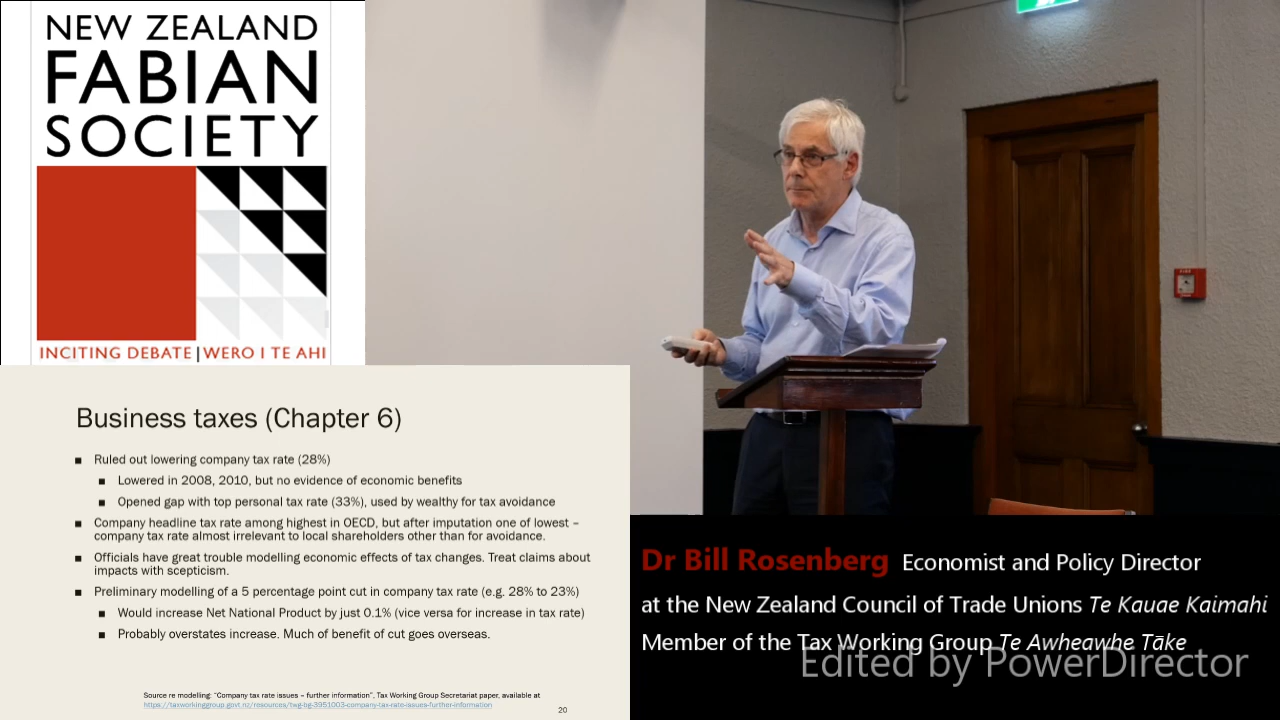 NEW ZEALAND
FABIAN
SOCIETY
INCITING DEBATE | WERO I TE AHI
Business taxes (Chapter 6)
■ Ruled out lowering company tax rate (28%)
■ Lowered in 2008, 2010, but no evidence of economic benefits
■ Opened gap with top personal tax rate (33%), used by wealthy for tax avoidance
■ Company headline tax rate among highest in OECD, but after imputation one of lowest –
company tax rate almost irrelevant to local shareholders other than for avoidance.
■ Officials have great trouble modelling economic effects of tax changes. Treat claims about
impacts with scepticism.
■ Preliminary modelling of a 5 percentage point cut in company tax rate (e.g. 28% to 23%)
■ Would increase Net National Product by just 0.1% (vice versa for increase in tax rate)
■ Probably overstates increase. Much of benefit of cut goes overseas.
Source re modelling: "Company tax rate issues – further information", Tax Working Group Secretariat paper, available at
https://taxworkinggroup.govt.nz/resources/twg-bg-3951003-company-tax-rate-issues-further-information
20
FIRE
Dr Bill Rosenberg Economist and Policy Director
at the New Zealand Council of Trade Unions Te Kauae Kaimahi
Member of the Tax Working Group Te Awheawhe Tāke
Edited by PowerDirector